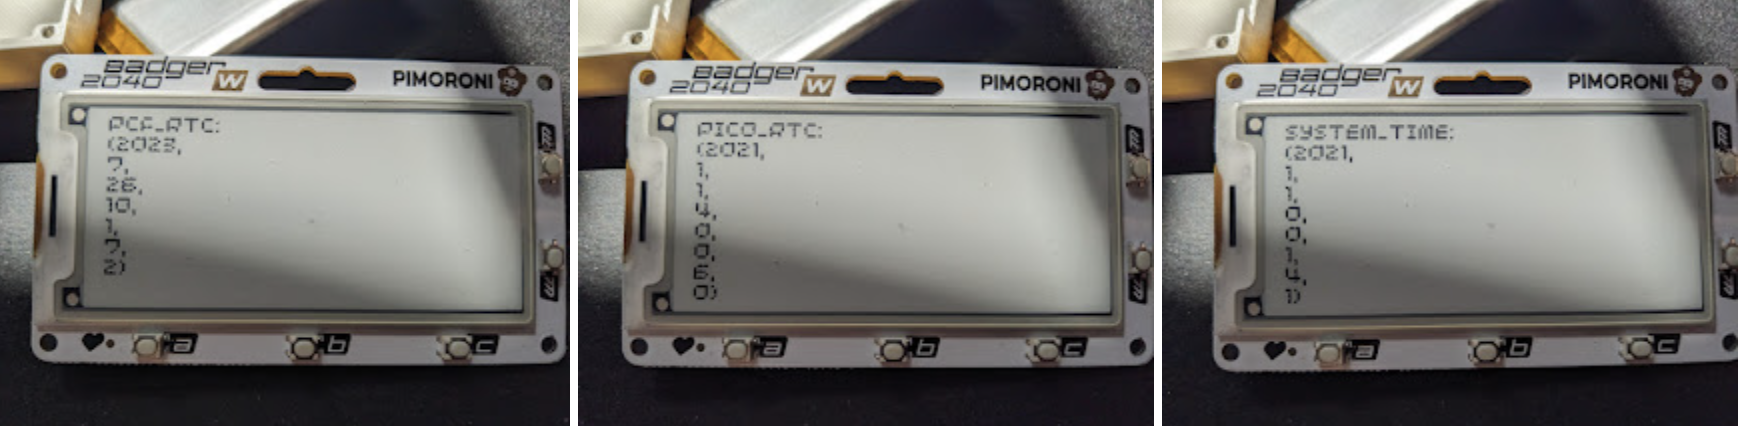 badger
2040 W
PIMORONI
PCF_RTC:
(2023,
7,
26,
10,
1,
7,
2)
a
b
c
badger
2040 W
PIMORONI
PICO_RTC:
(2021,
1,
1,
4,
0,
0,
6,
0)
a
b
c
badger
2040 W
PIMORONI
SYSTEM_TIME:
(2021,
1,
1,
0,
0,
1,
4,
1)
a
b
c